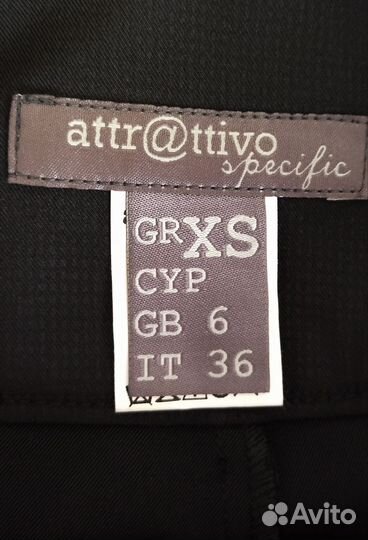 attr@ttivo
specific
GR XS
CYP
GB 6
IT 36
Avito